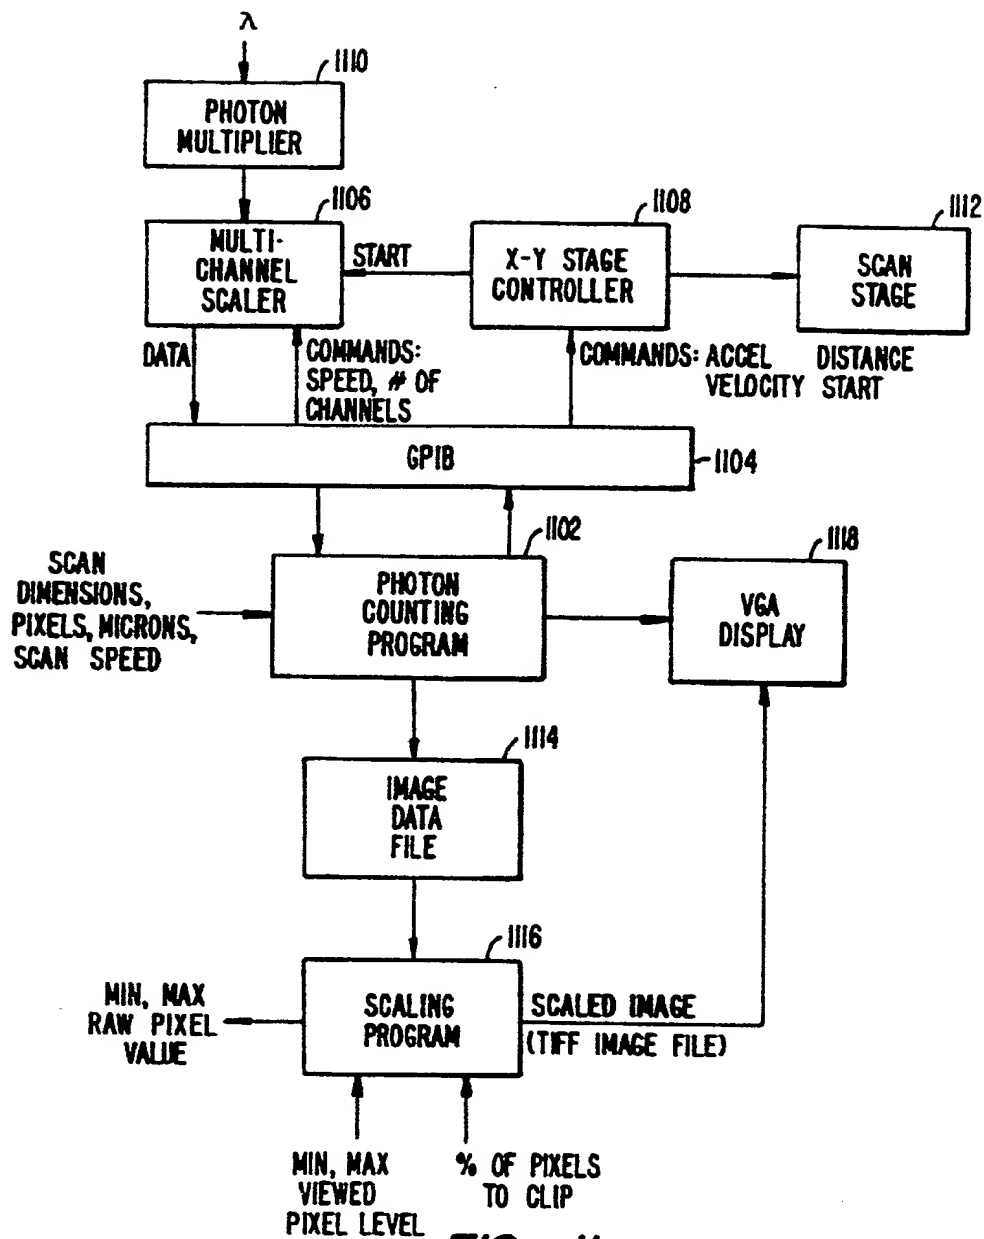 λ
1110
PHOTON
MULTIPLIER
1106
MULTI-
CHANNEL
SCALER
START
1108
X-Y STAGE
CONTROLLER
1112
SCAN
STAGE
DATA
COMMANDS:
SPEED, # OF
CHANNELS
COMMANDS: ACCEL DISTANCE
VELOCITY START
GPIB
1104
1102
SCAN
DIMENSIONS,
PIXELS, MICRONS,
SCAN SPEED
PHOTON
COUNTING
PROGRAM
1118
VGA
DISPLAY
1114
IMAGE
DATA
FILE
1116
MIN, MAX
RAW PIXEL
VALUE
SCALING
PROGRAM
SCALED IMAGE
(TIFF IMAGE FILE)
MIN, MAX
VIEWED
PIXEL LEVEL
% OF PIXELS
TO CLIP